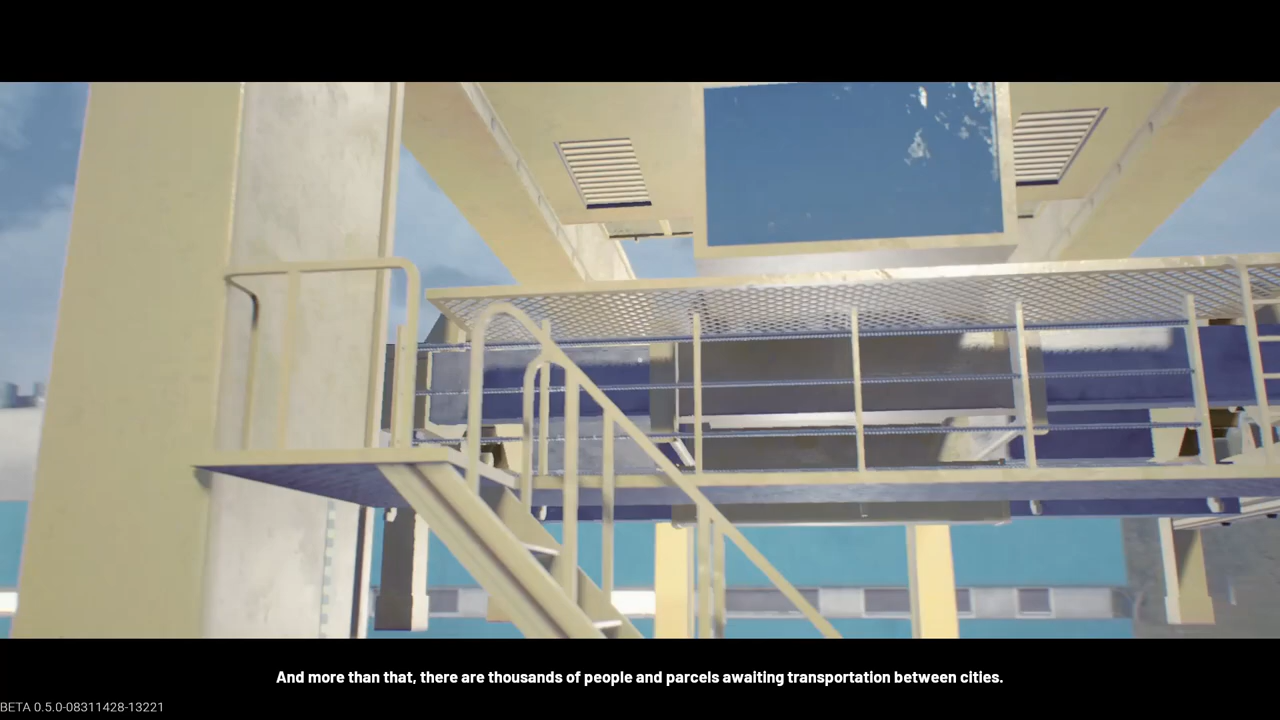 And more than that, there are thousands of people and parcels awaiting transportation between cities.
BETA 0.5.0-08311428-13221